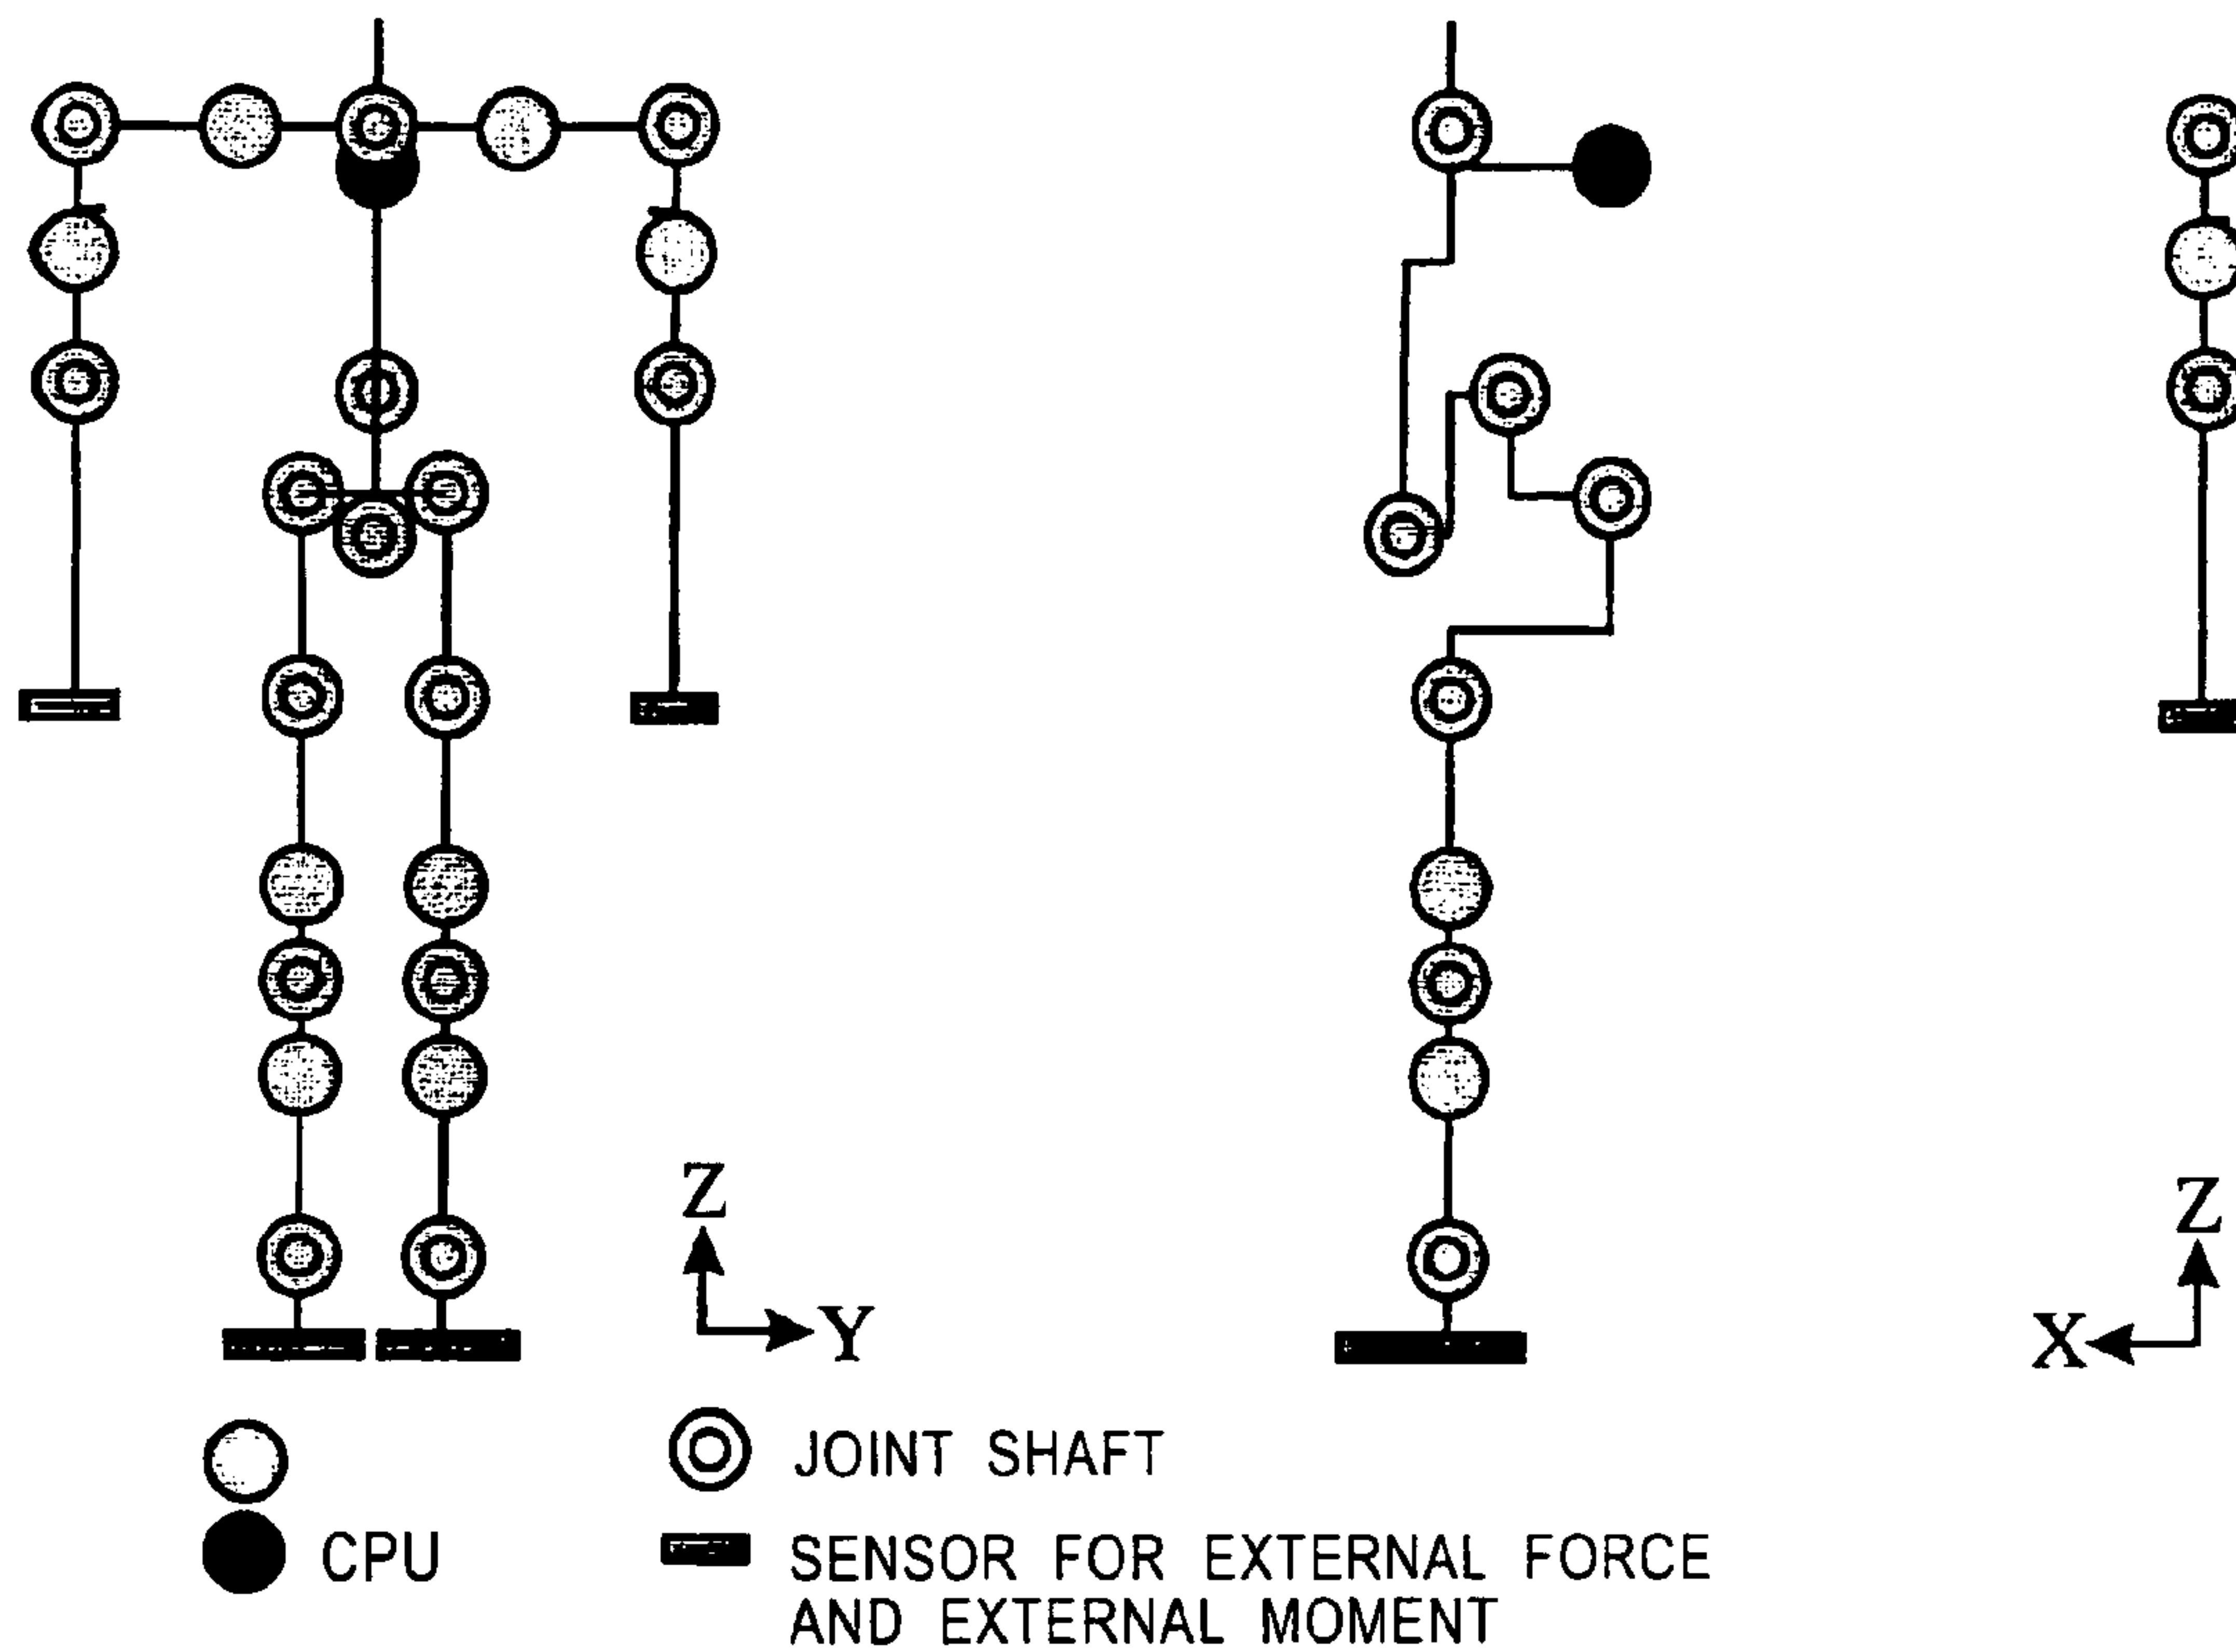 Z
Y
Z
X
JOINT SHAFT
CPU
SENSOR FOR EXTERNAL FORCE
AND EXTERNAL MOMENT